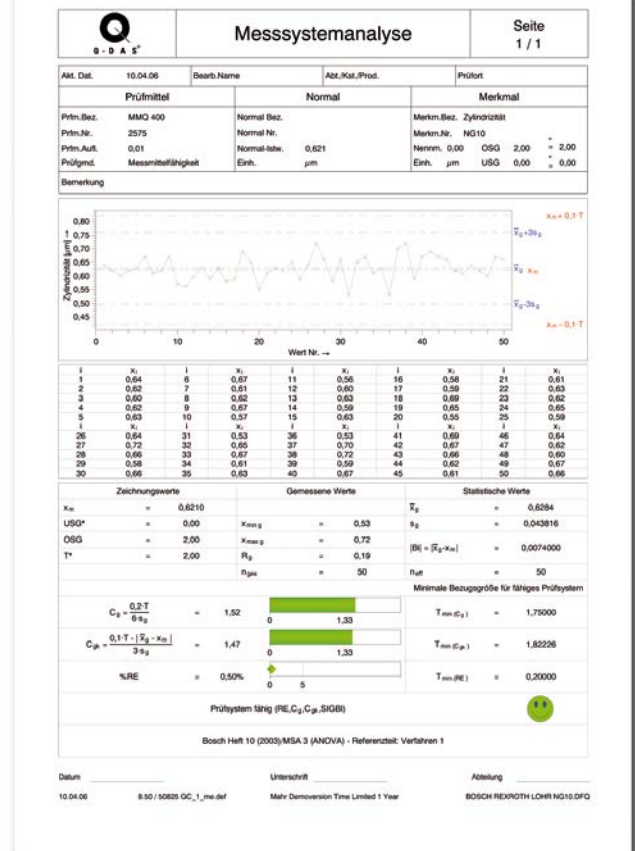 Q-DAS®
Messsystemanalyse
Seite
1 / 1
Akt. Dat. 10.04.06 Bearb.Name Abt./Kst./Prod. Prüfort
Prüfmittel Normal Merkmal
Prfm.Bez. MMQ 400 Normal Bez. Merkm.Bez. Zylindrizität
Prfm.Nr. 2575 Normal Nr. Merkm.Nr. NG10
Prfm.Aufl. 0,01 Normal-Istw. 0,621 Nennm. 0,00 OSG 2,00 = 2,00
Prüfgrnd. Messmittelfähigkeit Einh. µm Einh. µm USG 0,00 = 0,00
Bemerkung
Zylindrizität [µm] →
0,80
0,75
0,70
0,65
0,60
0,55
0,50
0,45
xm + 0,1·T
x̄g+3sg
x̄g xm
x̄g-3sg
xm - 0,1·T
0 10 20 30 40 50
Wert Nr. →
i xi i xi i xi i xi i xi
1 0,64 6 0,67 11 0,56 16 0,58 21 0,61
2 0,62 7 0,61 12 0,60 17 0,59 22 0,63
3 0,60 8 0,62 13 0,63 18 0,69 23 0,62
4 0,62 9 0,67 14 0,59 19 0,65 24 0,65
5 0,63 10 0,57 15 0,63 20 0,55 25 0,59
i xi i xi i xi i xi i xi
26 0,64 31 0,53 36 0,53 41 0,69 46 0,64
27 0,72 32 0,65 37 0,70 42 0,67 47 0,62
28 0,66 33 0,67 38 0,72 43 0,66 48 0,60
29 0,58 34 0,61 39 0,59 44 0,62 49 0,67
30 0,66 35 0,63 40 0,67 45 0,61 50 0,66
Zeichnungswerte Gemessene Werte Statistische Werte
xm = 0,6210 x̄g = 0,6284
USG* = 0,00 xmin g = 0,53 sg = 0,043816
OSG = 2,00 xmax g = 0,72
|Bi| = |x̄g-xm| = 0,0074000
T* = 2,00 Rg = 0,19
nges = 50 neff = 50
Minimale Bezugsgröße für fähiges Prüfsystem
Cg = 0,2·T / 6·sg = 1,52 0 1,33 Tmin (Cg) = 1,75000
Cgk = 0,1·T - |x̄g - xm| / 3·sg = 1,47 0 1,33 Tmin (Cgk) = 1,82226
%RE = 0,50% 0 5 Tmin (RE) = 0,20000
Prüfsystem fähig (RE,Cg,Cgk,SIGBI)
Bosch Heft 10 (2003)/MSA 3 (ANOVA) - Referenzteil: Verfahren 1
Datum Unterschrift Abteilung
10.04.06 8.50 / 50825 GC_1_me.def Mahr Demoversion Time Limited 1 Year BOSCH REXROTH LOHR NG10.DFQ